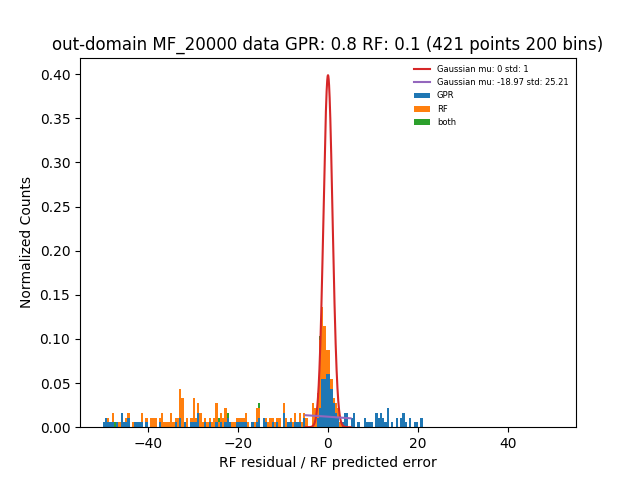 out-domain MF_20000 data GPR: 0.8 RF: 0.1 (421 points 200 bins)
Normalized Counts
0.40
0.35
0.30
0.25
0.20
0.15
0.10
0.05
0.00
Gaussian mu: 0 std: 1
Gaussian mu: -18.97 std: 25.21
GPR
RF
both
−40 −20 0 20 40
RF residual / RF predicted error